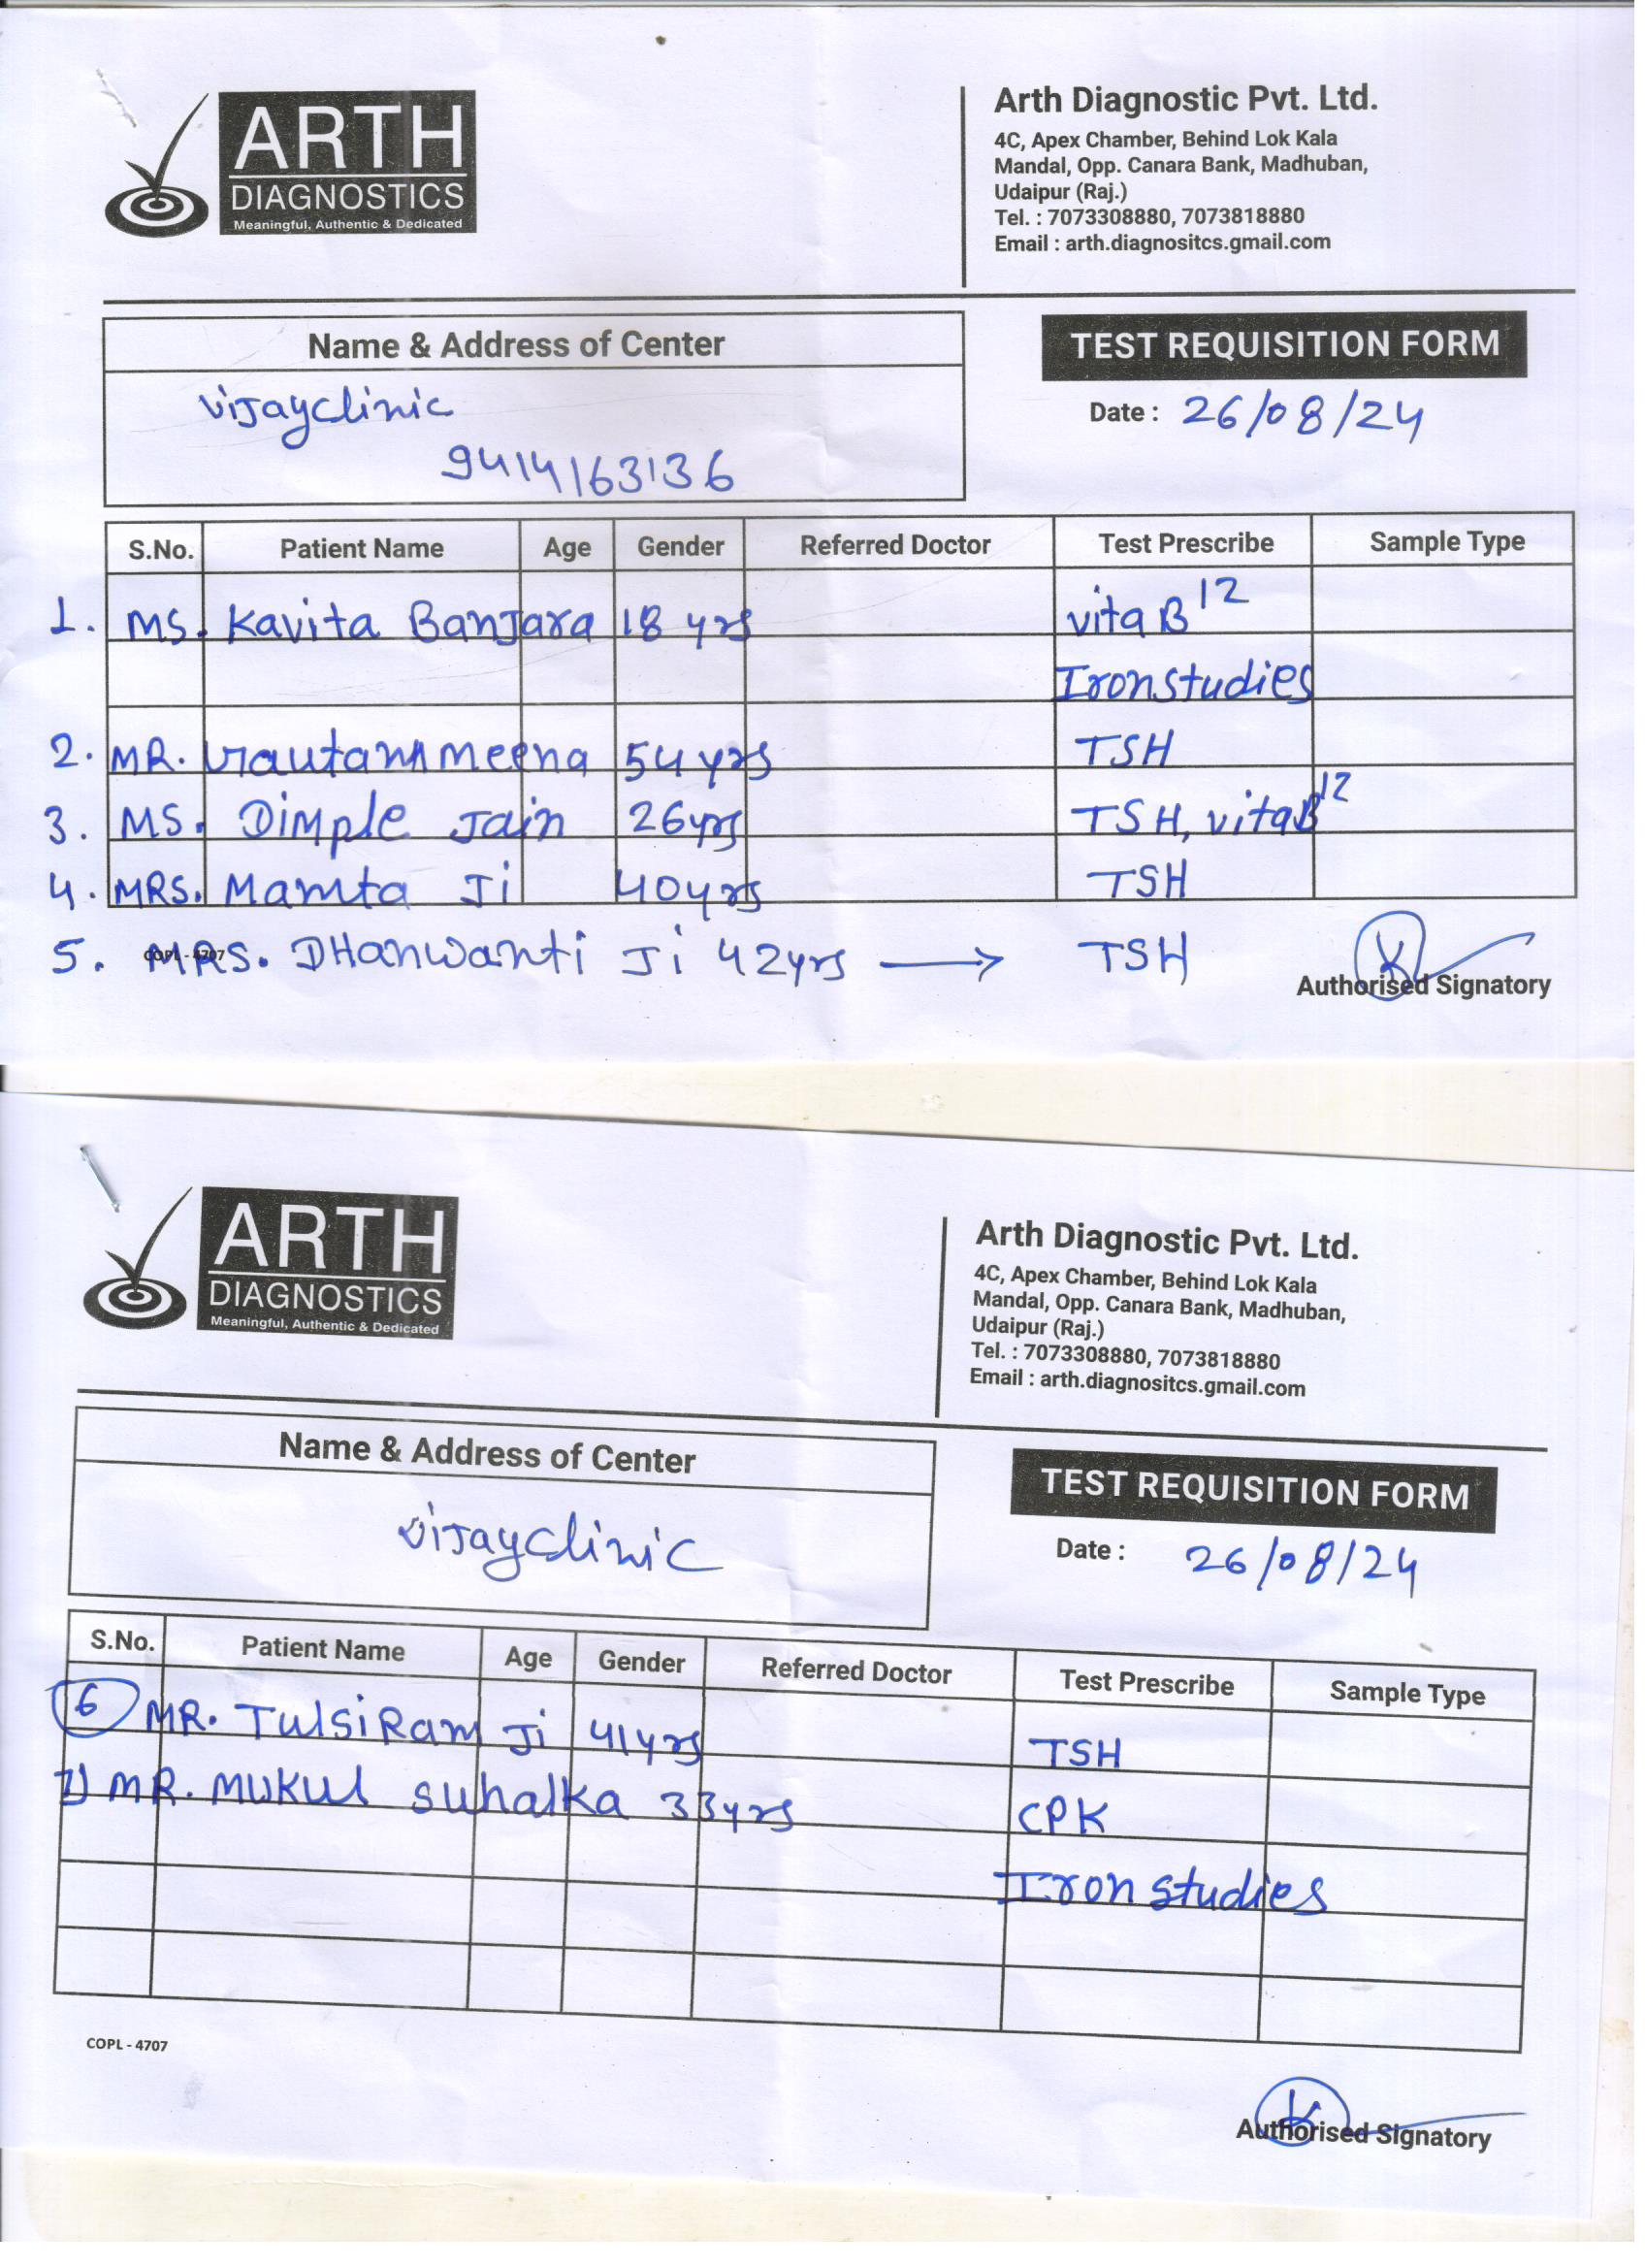 ARTH
DIAGNOSTICS
Meaningful, Authentic & Dedicated
Arth Diagnostic Pvt. Ltd.
4C, Apex Chamber, Behind Lok Kala
Mandal, Opp. Canara Bank, Madhuban,
Udaipur (Raj.)
Tel. : 7073308880, 7073818880
Email : arth.diagnositcs.gmail.com
Name & Address of Center
TEST REQUISITION FORM
vijayclinic
9414163136
Date : 26/08/24
S.No. Patient Name Age Gender Referred Doctor Test Prescribe Sample Type
1. MS. Kavita Banjara 18 yrs vita B12
Iron studies
2. MR. Gautam Meena 54 yrs TSH
3. MS. Dimple Jain 26yrs TSH, vitaB12
4. MRS. Mamta Ji 40yrs TSH
5. MRS. DHanwanti Ji 42yrs → TSH
COPL - 4707
Authorised Signatory
ARTH
DIAGNOSTICS
Meaningful, Authentic & Dedicated
Arth Diagnostic Pvt. Ltd.
4C, Apex Chamber, Behind Lok Kala
Mandal, Opp. Canara Bank, Madhuban,
Udaipur (Raj.)
Tel. : 7073308880, 7073818880
Email : arth.diagnositcs.gmail.com
Name & Address of Center
TEST REQUISITION FORM
vijayclinic
Date : 26/08/24
S.No. Patient Name Age Gender Referred Doctor Test Prescribe Sample Type
6 MR. TulsiRam Ji 41yrs TSH
7) MR. Mukul Suhalka 33yrs CPK
Iron studies
COPL - 4707
Authorised Signatory